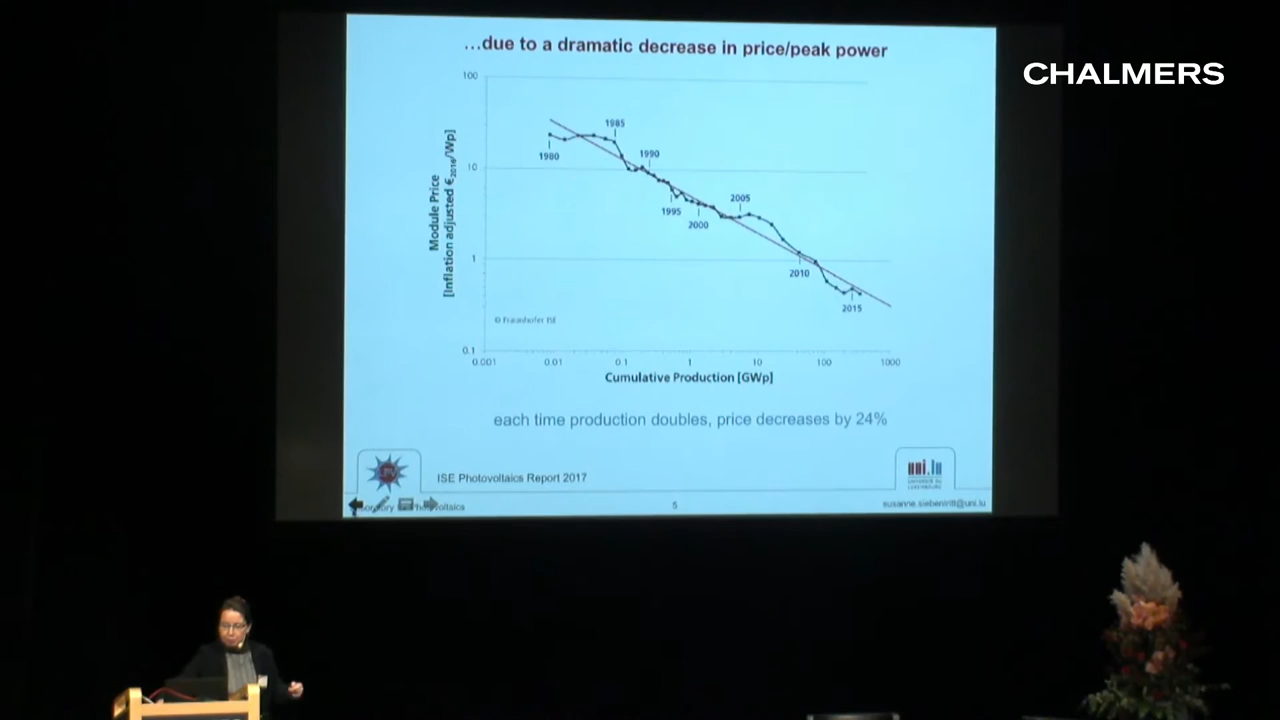 …due to a dramatic decrease in price/peak power
CHALMERS
100
10
1
0.1
Module Price
[Inflation adjusted €2016/Wp]
1980
1985
1990
1995
2000
2005
2010
2015
© Fraunhofer ISE
0.001 0.01 0.1 1 10 100 1000
Cumulative Production [GWp]
each time production doubles, price decreases by 24%
ISE Photovoltaics Report 2017
uni.lu
UNIVERSITÉ DU
LUXEMBOURG
5
susanne.siebentritt@uni.lu